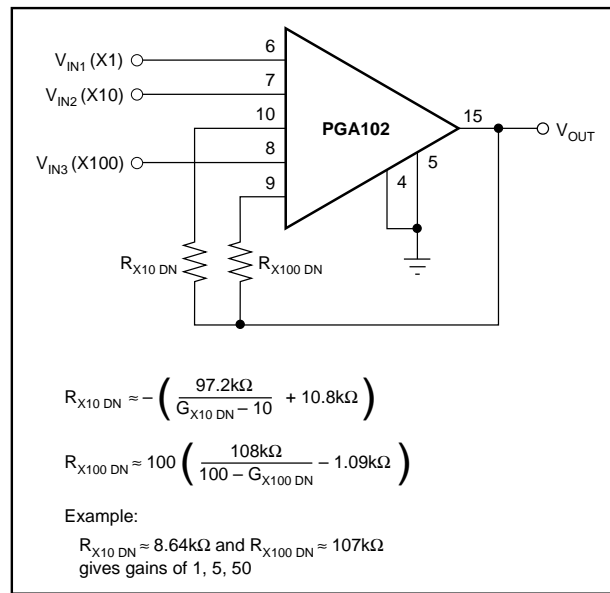 V_IN1 (X1)
6
V_IN2 (X10)
7
10
PGA102
15
V_OUT
V_IN3 (X100)
8
5
9
4
R_X10 DN
R_X100 DN
R_X10 DN ≈ – ( 97.2kΩ / G_X10 DN – 10 + 10.8kΩ )
R_X100 DN ≈ 100 ( 108kΩ / 100 – G_X100 DN – 1.09kΩ )
Example:
R_X10 DN ≈ 8.64kΩ and R_X100 DN ≈ 107kΩ
gives gains of 1, 5, 50